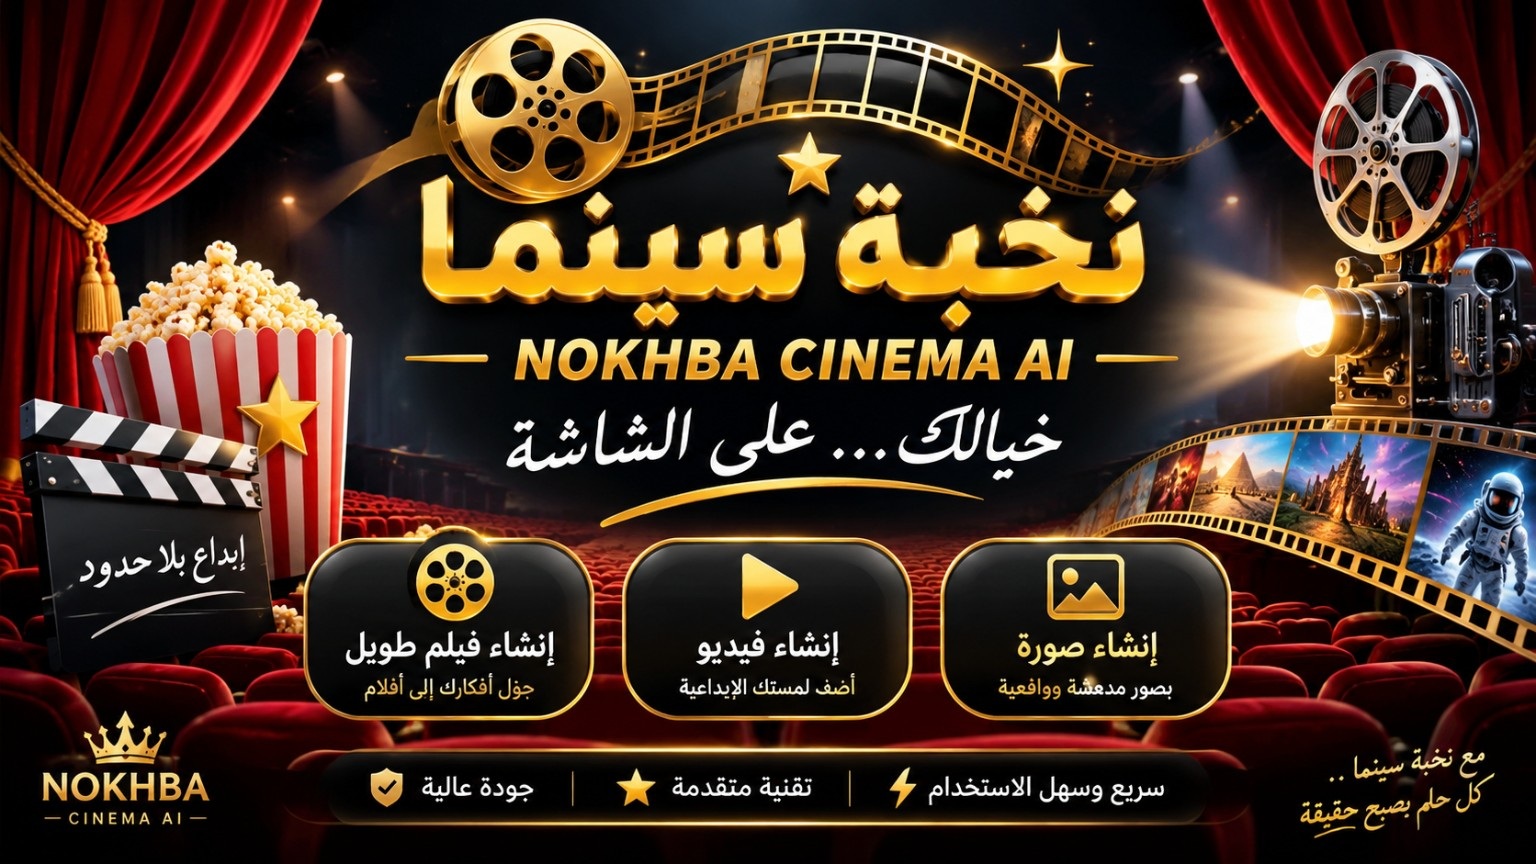 نخبة سينما
NOKHBA CINEMA AI
خيالك... على الشاشة
إبداع بلا حدود
إنشاء صورة
بصور مدهشة ووافعية
إنشاء فيديو
أضف لمستك الإبداعية
إنشاء فيلم طويل
جؤل أفكارك إلى أفلام
سريع وسهل الاستخدام
تقنية متقدمة
جودة عالية
NOKHBA
CINEMA AI
مع نخبة سينما ..
كل حلم يصبح حقيقة